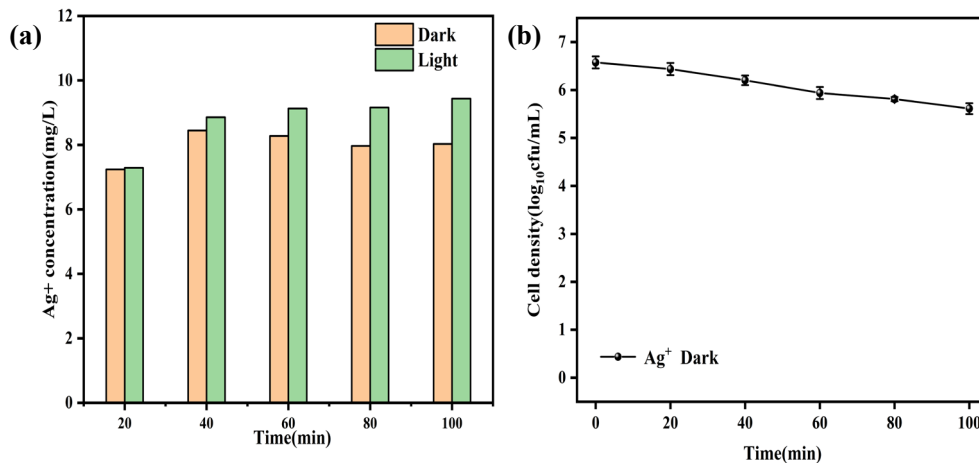 (a)
Ag+ concentration(mg/L)
12
10
8
6
4
2
0
Dark
Light
20 40 60 80 100
Time(min)
(b)
Cell density(log₁₀cfu/mL)
7
6
5
4
3
2
1
0
Ag⁺ Dark
0 20 40 60 80 100
Time(min)